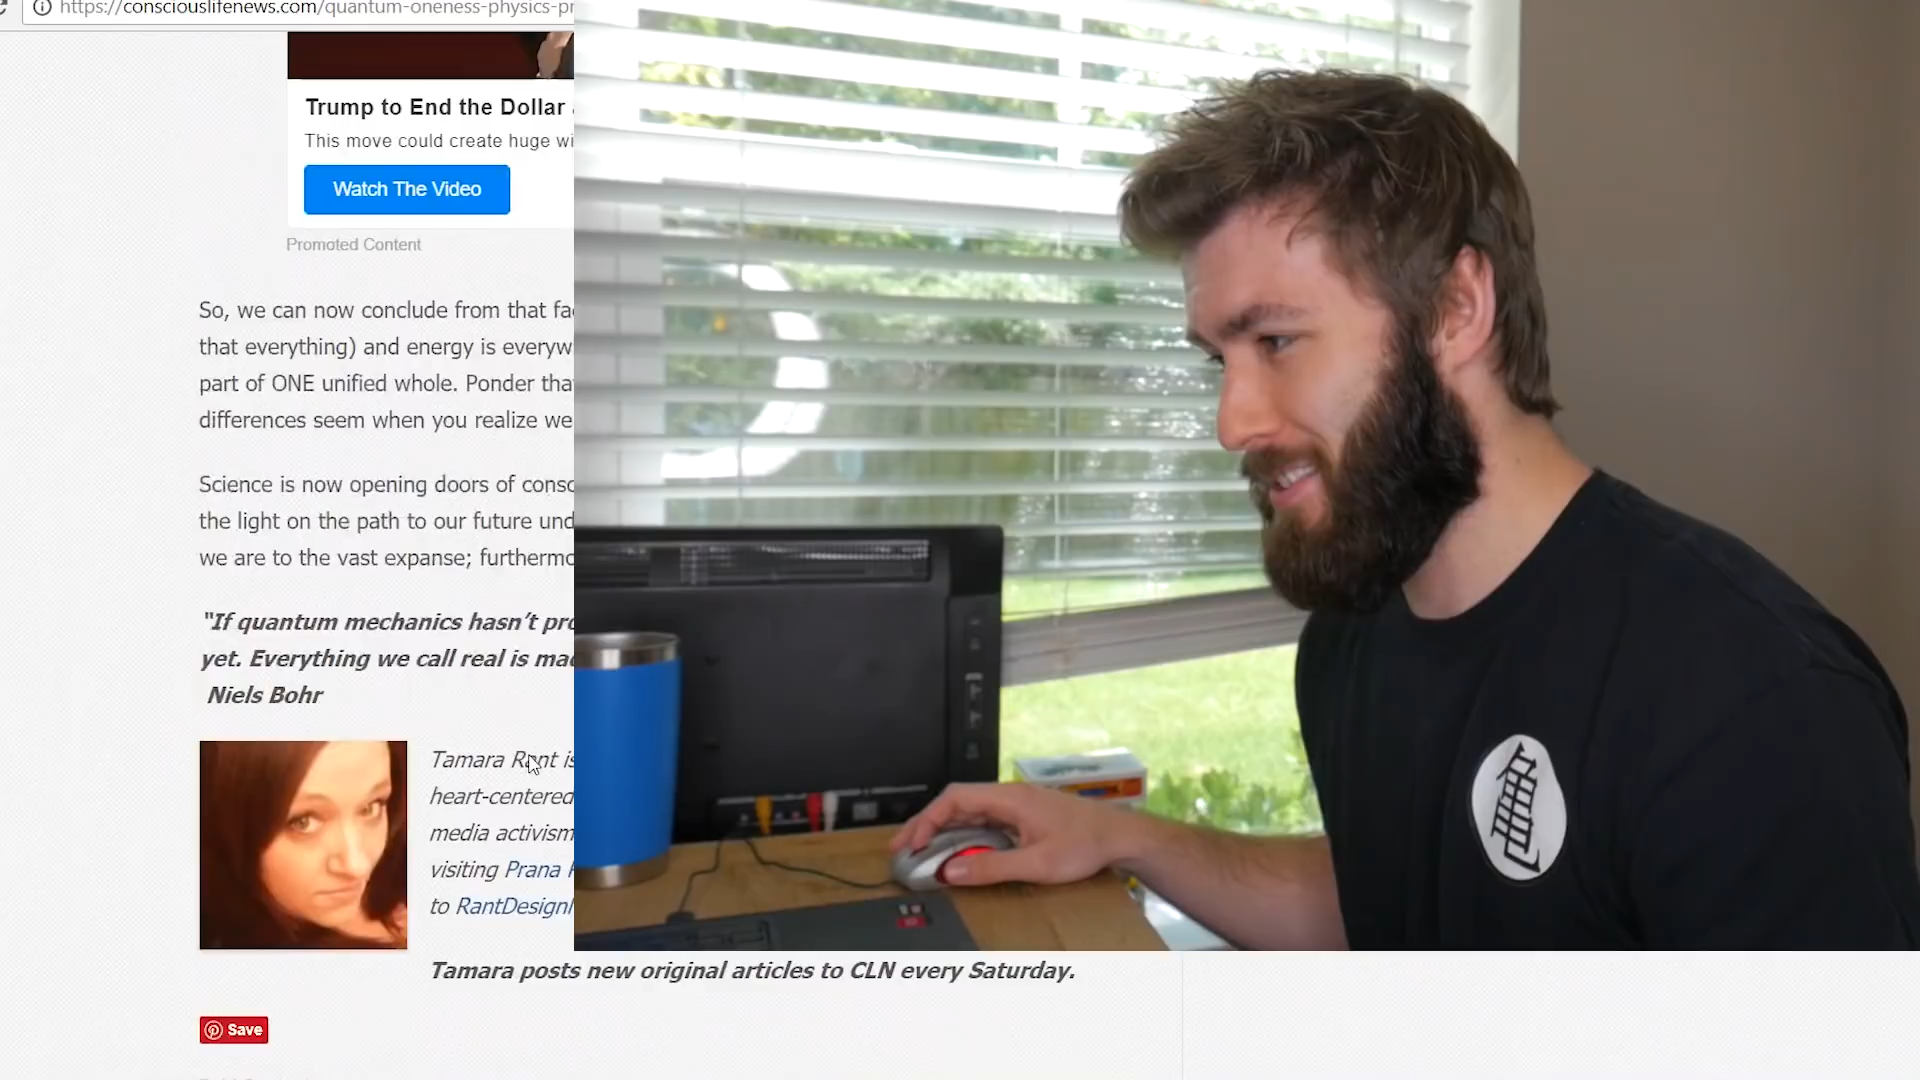 https://consciouslifenews.com/quantum-oneness-physics-pr
Trump to End the Dollar
This move could create huge wi
Watch The Video
Promoted Content
So, we can now conclude from that fa
that everything) and energy is everyw
part of ONE unified whole. Ponder tha
differences seem when you realize we
Science is now opening doors of consc
the light on the path to our future und
we are to the vast expanse; furthermo
"If quantum mechanics hasn't pro
yet. Everything we call real is mad
Niels Bohr
Tamara Rant is
heart-centered
media activism
visiting Prana
to RantDesign
Tamara posts new original articles to CLN every Saturday.
Save